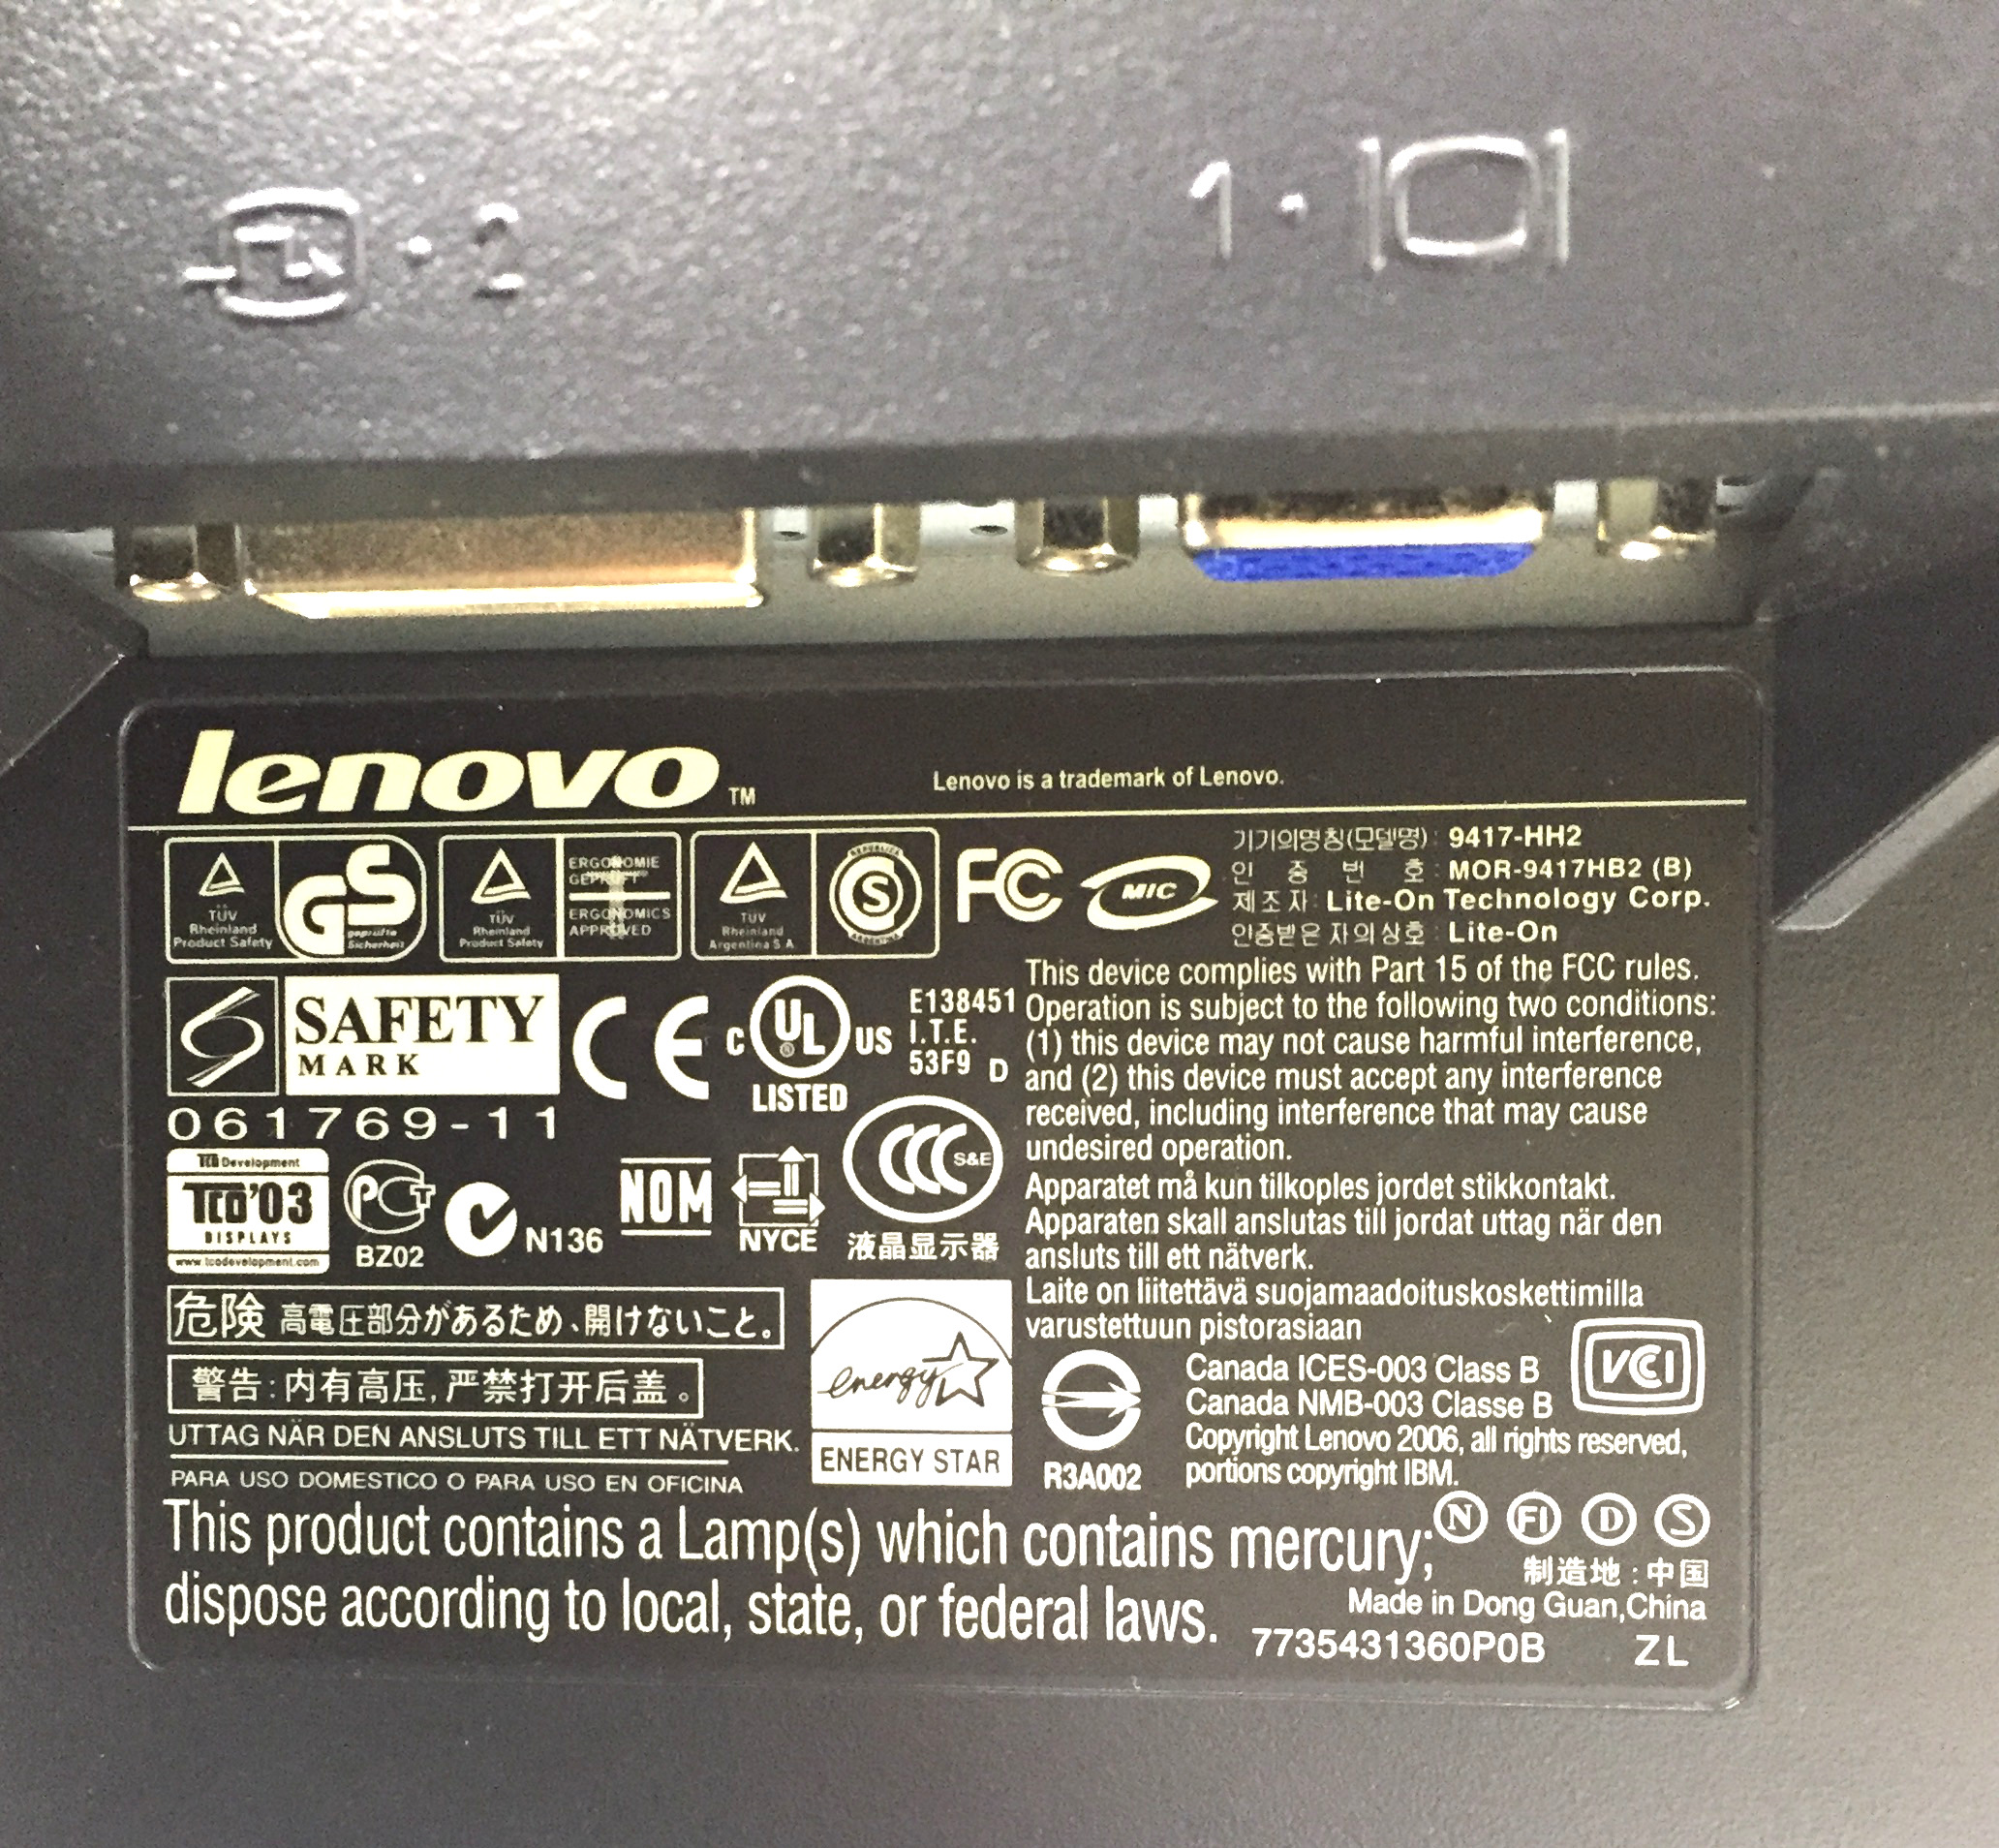 2
1
lenovo TM
Lenovo is a trademark of Lenovo.
TÜV
Rheinland
Product Safety
GS
geprüfte
Sicherheit
TÜV
Rheinland
Product Safety
ERGONOMIE
GEPRÜFT
ERGONOMICS
APPROVED
TÜV
Rheinland
Argentina S.A.
S
FC
MIC
기기의명칭(모델명) : 9417-HH2
인 증 번 호 : MOR-9417HB2 (B)
제 조 자 : Lite-On Technology Corp.
인증받은 자의상호 : Lite-On
SAFETY
MARK
061769-11
CE
C UL ® US
LISTED
E138451
I.T.E.
53F9 D
This device complies with Part 15 of the FCC rules.
Operation is subject to the following two conditions:
(1) this device may not cause harmful interference,
and (2) this device must accept any interference
received, including interference that may cause
undesired operation.
Apparatet må kun tilkoples jordet stikkontakt.
Apparaten skall anslutas till jordat uttag när den
ansluts till ett nätverk.
Laite on liitettävä suojamaadoituskoskettimilla
varustettuun pistorasiaan
TCO Development
TCO'03
DISPLAYS
www.tcodevelopment.com
PCT
BZ02
N136
NOM
NYCE
CCC S&E
液晶显示器
危険 高電圧部分があるため、開けないこと。
警告:内有高压,严禁打开后盖。
UTTAG NÄR DEN ANSLUTS TILL ETT NÄTVERK.
PARA USO DOMESTICO O PARA USO EN OFICINA
energy
ENERGY STAR
R3A002
Canada ICES-003 Class B
Canada NMB-003 Classe B
VCI
Copyright Lenovo 2006, all rights reserved,
portions copyright IBM.
N FI D S
This product contains a Lamp(s) which contains mercury;
dispose according to local, state, or federal laws.
制造地:中国
Made in Dong Guan,China
7735431360P0B ZL